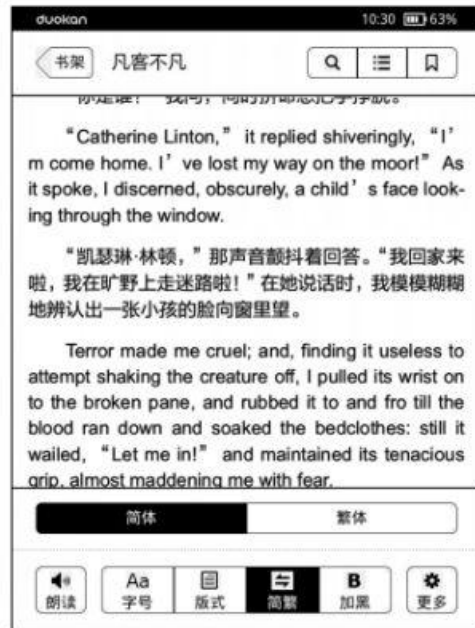 duokan 10:30 63%
书架 凡客不凡
“Catherine Linton,” it replied shiveringly, “I’
m come home. I’ve lost my way on the moor!” As
it spoke, I discerned, obscurely, a child’s face look-
ing through the window.
“凯瑟琳·林顿，”那声音颤抖着回答。“我回家来
啦，我在旷野上走迷路啦！”在她说话时，我模模糊糊
地辨认出一张小孩的脸向窗里望。
Terror made me cruel; and, finding it useless to
attempt shaking the creature off, I pulled its wrist on
to the broken pane, and rubbed it to and fro till the
blood ran down and soaked the bedclothes: still it
wailed, “Let me in!” and maintained its tenacious
grip, almost maddening me with fear.
简体 繁体
朗读 Aa 字号 版式 简繁 B 加黑 更多